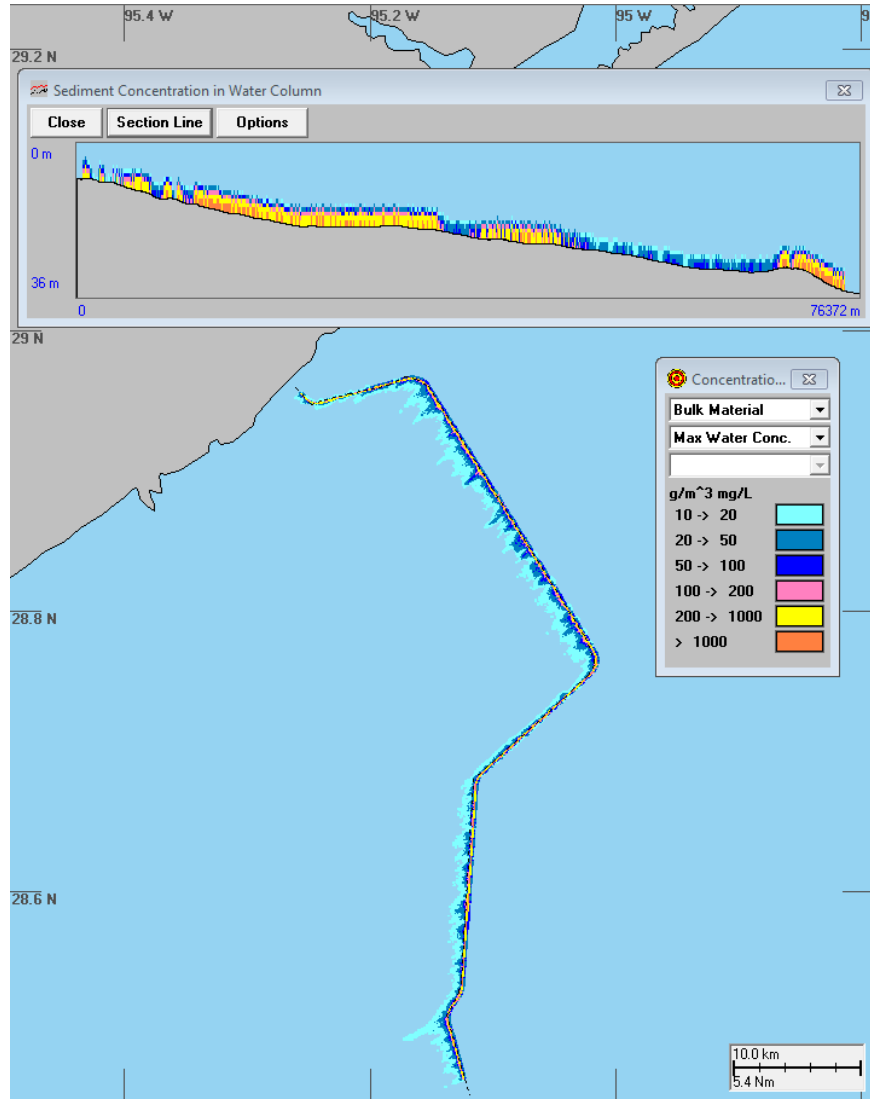 95.4 W 95.2 W 95 W 9
29.2 N
Sediment Concentration in Water Column
Close Section Line Options
0 m
36 m
0 76372 m
29 N
Concentratio...
Bulk Material
Max Water Conc.
g/m^3 mg/L
10 -> 20
20 -> 50
50 -> 100
100 -> 200
200 -> 1000
> 1000
28.8 N
28.6 N
10.0 km
5.4 Nm